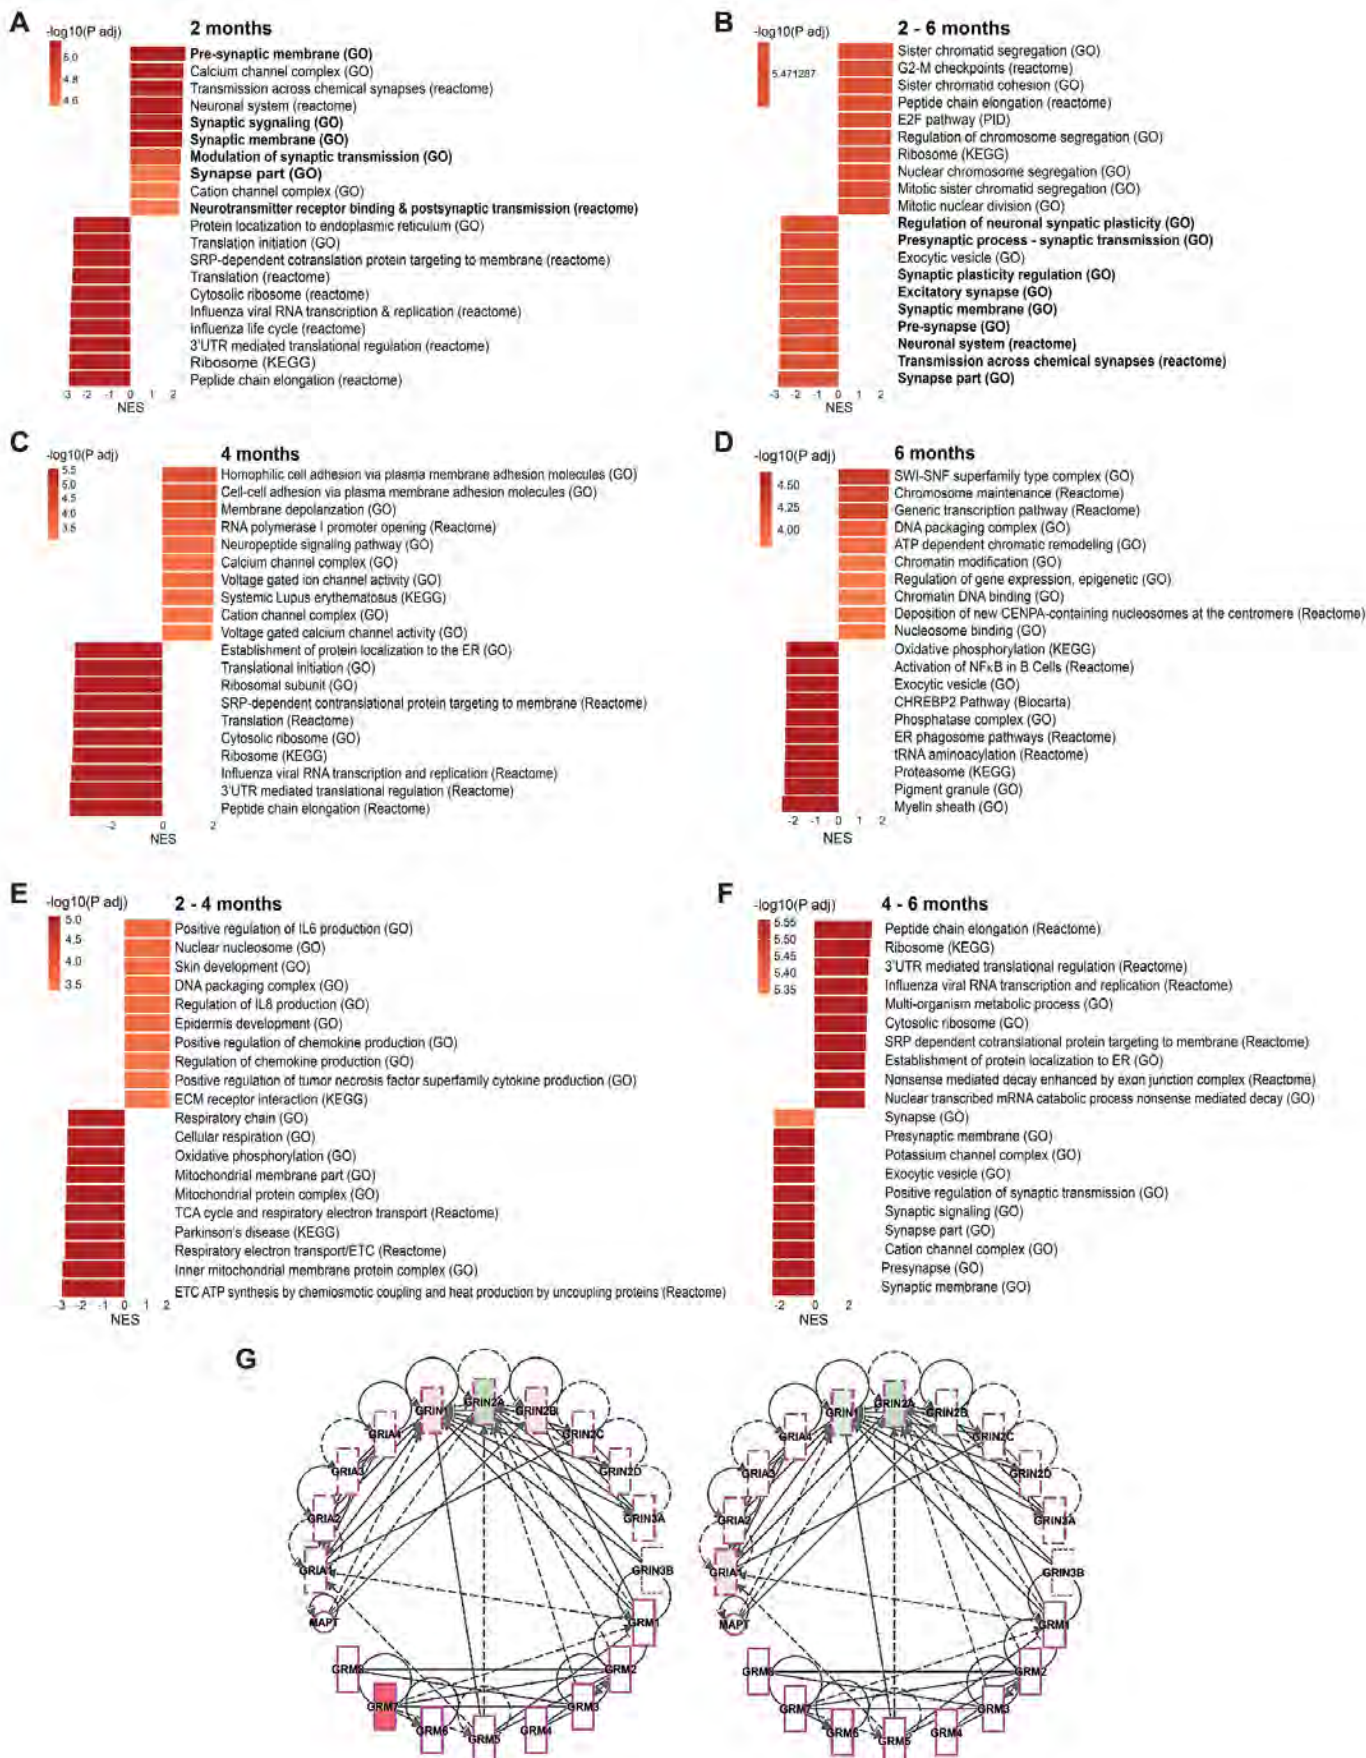 A
-log10(P adj)
2 months
5.0
4.8
4.6
Pre-synaptic membrane (GO)
Calcium channel complex (GO)
Transmission across chemical synapses (reactome)
Neuronal system (reactome)
Synaptic sygnaling (GO)
Synaptic membrane (GO)
Modulation of synaptic transmission (GO)
Synapse part (GO)
Cation channel complex (GO)
Neurotransmitter receptor binding & postsynaptic transmission (reactome)
Protein localization to endoplasmic reticulum (GO)
Translation initiation (GO)
SRP-dependent cotranslation protein targeting to membrane (reactome)
Translation (reactome)
Cytosolic ribosome (reactome)
Influenza viral RNA transcription & replication (reactome)
Influenza life cycle (reactome)
3'UTR mediated translational regulation (reactome)
Ribosome (KEGG)
Peptide chain elongation (reactome)
-3 -2 -1 0 1 2
NES
B
-log10(P adj)
2 - 6 months
5.471287
Sister chromatid segregation (GO)
G2-M checkpoints (reactome)
Sister chromatid cohesion (GO)
Peptide chain elongation (reactome)
E2F pathway (PID)
Regulation of chromosome segregation (GO)
Ribosome (KEGG)
Nuclear chromosome segregation (GO)
Mitotic sister chromatid segregation (GO)
Mitotic nuclear division (GO)
Regulation of neuronal synpatic plasticity (GO)
Presynaptic process - synaptic transmission (GO)
Exocytic vesicle (GO)
Synaptic plasticity regulation (GO)
Excitatory synapse (GO)
Synaptic membrane (GO)
Pre-synapse (GO)
Neuronal system (reactome)
Transmission across chemical synapses (reactome)
Synapse part (GO)
-3 -2 -1 0 1 2
NES
C
-log10(P adj)
4 months
5.5
5.0
4.5
4.0
3.5
Homophilic cell adhesion via plasma membrane adhesion molecules (GO)
Cell-cell adhesion via plasma membrane adhesion molecules (GO)
Membrane depolanzation (GO)
RNA polymerase I promoter opening (Reactome)
Neuropeptide signaling pathway (GO)
Calcium channel complex (GO)
Voltage gated ion channel activity (GO)
Systemic Lupus erythematosus (KEGG)
Cation channel complex (GO)
Voltage gated calcium channel activity (GO)
Establishment of protein localization to the ER (GO)
Translational initiation (GO)
Ribosomal subunit (GO)
SRP-dependent contranslational protein targeting to membrane (Reactome)
Translation (Reactome)
Cytosolic ribosome (GO)
Ribosome (KEGG)
Influenza viral RNA transcription and replication (Reactome)
3'UTR mediated translational regulation (Reactome)
Peptide chain elongation (Reactome)
-2 0 2
NES
D
-log10(P adj)
6 months
4.50
4.25
4.00
SWI-SNF superfamily type complex (GO)
Chromosome maintenance (Reactome)
Generic transcription pathway (Reactome)
DNA packaging complex (GO)
ATP dependent chromatic remodeling (GO)
Chromatin modification (GO)
Regulation of gene expression, epigenetic (GO)
Chromatin DNA binding (GO)
Deposition of new CENPA-containing nucleosomes at the centromere (Reactome)
Nucleosome binding (GO)
Oxidative phosphorylation (KEGG)
Activation of NFκB in B Cells (Reactome)
Exocytic vesicle (GO)
CHREBP2 Pathway (Biocarta)
Phosphatase complex (GO)
ER phagosome pathways (Reactome)
tRNA aminoacylation (Reactome)
Proteasome (KEGG)
Pigment granule (GO)
Myelin sheath (GO)
-2 -1 0 1 2
NES
E
-log10(P adj)
2 - 4 months
5.0
4.5
4.0
3.5
Positive regulation of IL6 production (GO)
Nuclear nucleosome (GO)
Skin development (GO)
DNA packaging complex (GO)
Regulation of IL8 production (GO)
Epidermis development (GO)
Positive regulation of chemokine production (GO)
Regulation of chemokine production (GO)
Positive regulation of tumor necrosis factor superfamily cytokine production (GO)
ECM receptor interaction (KEGG)
Respiratory chain (GO)
Cellular respiration (GO)
Oxidative phosphorylation (GO)
Mitochondrial membrane part (GO)
Mitochondrial protein complex (GO)
TCA cycle and respiratory electron transport (Reactome)
Parkinson's disease (KEGG)
Respiratory electron transport/ETC (Reactome)
Inner mitochondrial membrane protein complex (GO)
ETC ATP synthesis by chemiosmotic coupling and heat production by uncoupling proteins (Reactome)
-3 -2 -1 0 1 2
NES
F
-log10(P adj)
4 - 6 months
5.55
5.50
5.45
5.40
5.35
Peptide chain elongation (Reactome)
Ribosome (KEGG)
3'UTR mediated translational regulation (Reactome)
Influenza viral RNA transcription and replication (Reactome)
Multi-organism metabolic process (GO)
Cytosolic ribosome (GO)
SRP dependent cotranslational protein targeting to membrane (Reactome)
Establishment of protein localization to ER (GO)
Nonsense mediated decay enhanced by exon junction complex (Reactome)
Nuclear transcribed mRNA catabolic process nonsense mediated decay (GO)
Synapse (GO)
Presynaptic membrane (GO)
Potassium channel complex (GO)
Exocytic vesicle (GO)
Positive regulation of synaptic transmission (GO)
Synaptic signaling (GO)
Synapse part (GO)
Cation channel complex (GO)
Presynapse (GO)
Synaptic membrane (GO)
-2 0 2
NES
G
GRIN2A
GRIN1
GRIN2B
GRIA4
GRIN2C
GRIA3
GRIN2D
GRIA2
GRIN3A
GRIA1
GRIN3B
MAPT
GRM1
GRM8
GRM2
GRM7
GRM3
GRM6
GRM4
GRM5
GRIN2A
GRIN1
GRIN2B
GRIA4
GRIN2C
GRIA3
GRIN2D
GRIA2
GRIN3A
GRIA1
GRIN3B
MAPT
GRM1
GRM8
GRM2
GRM7
GRM3
GRM6
GRM4
GRM5